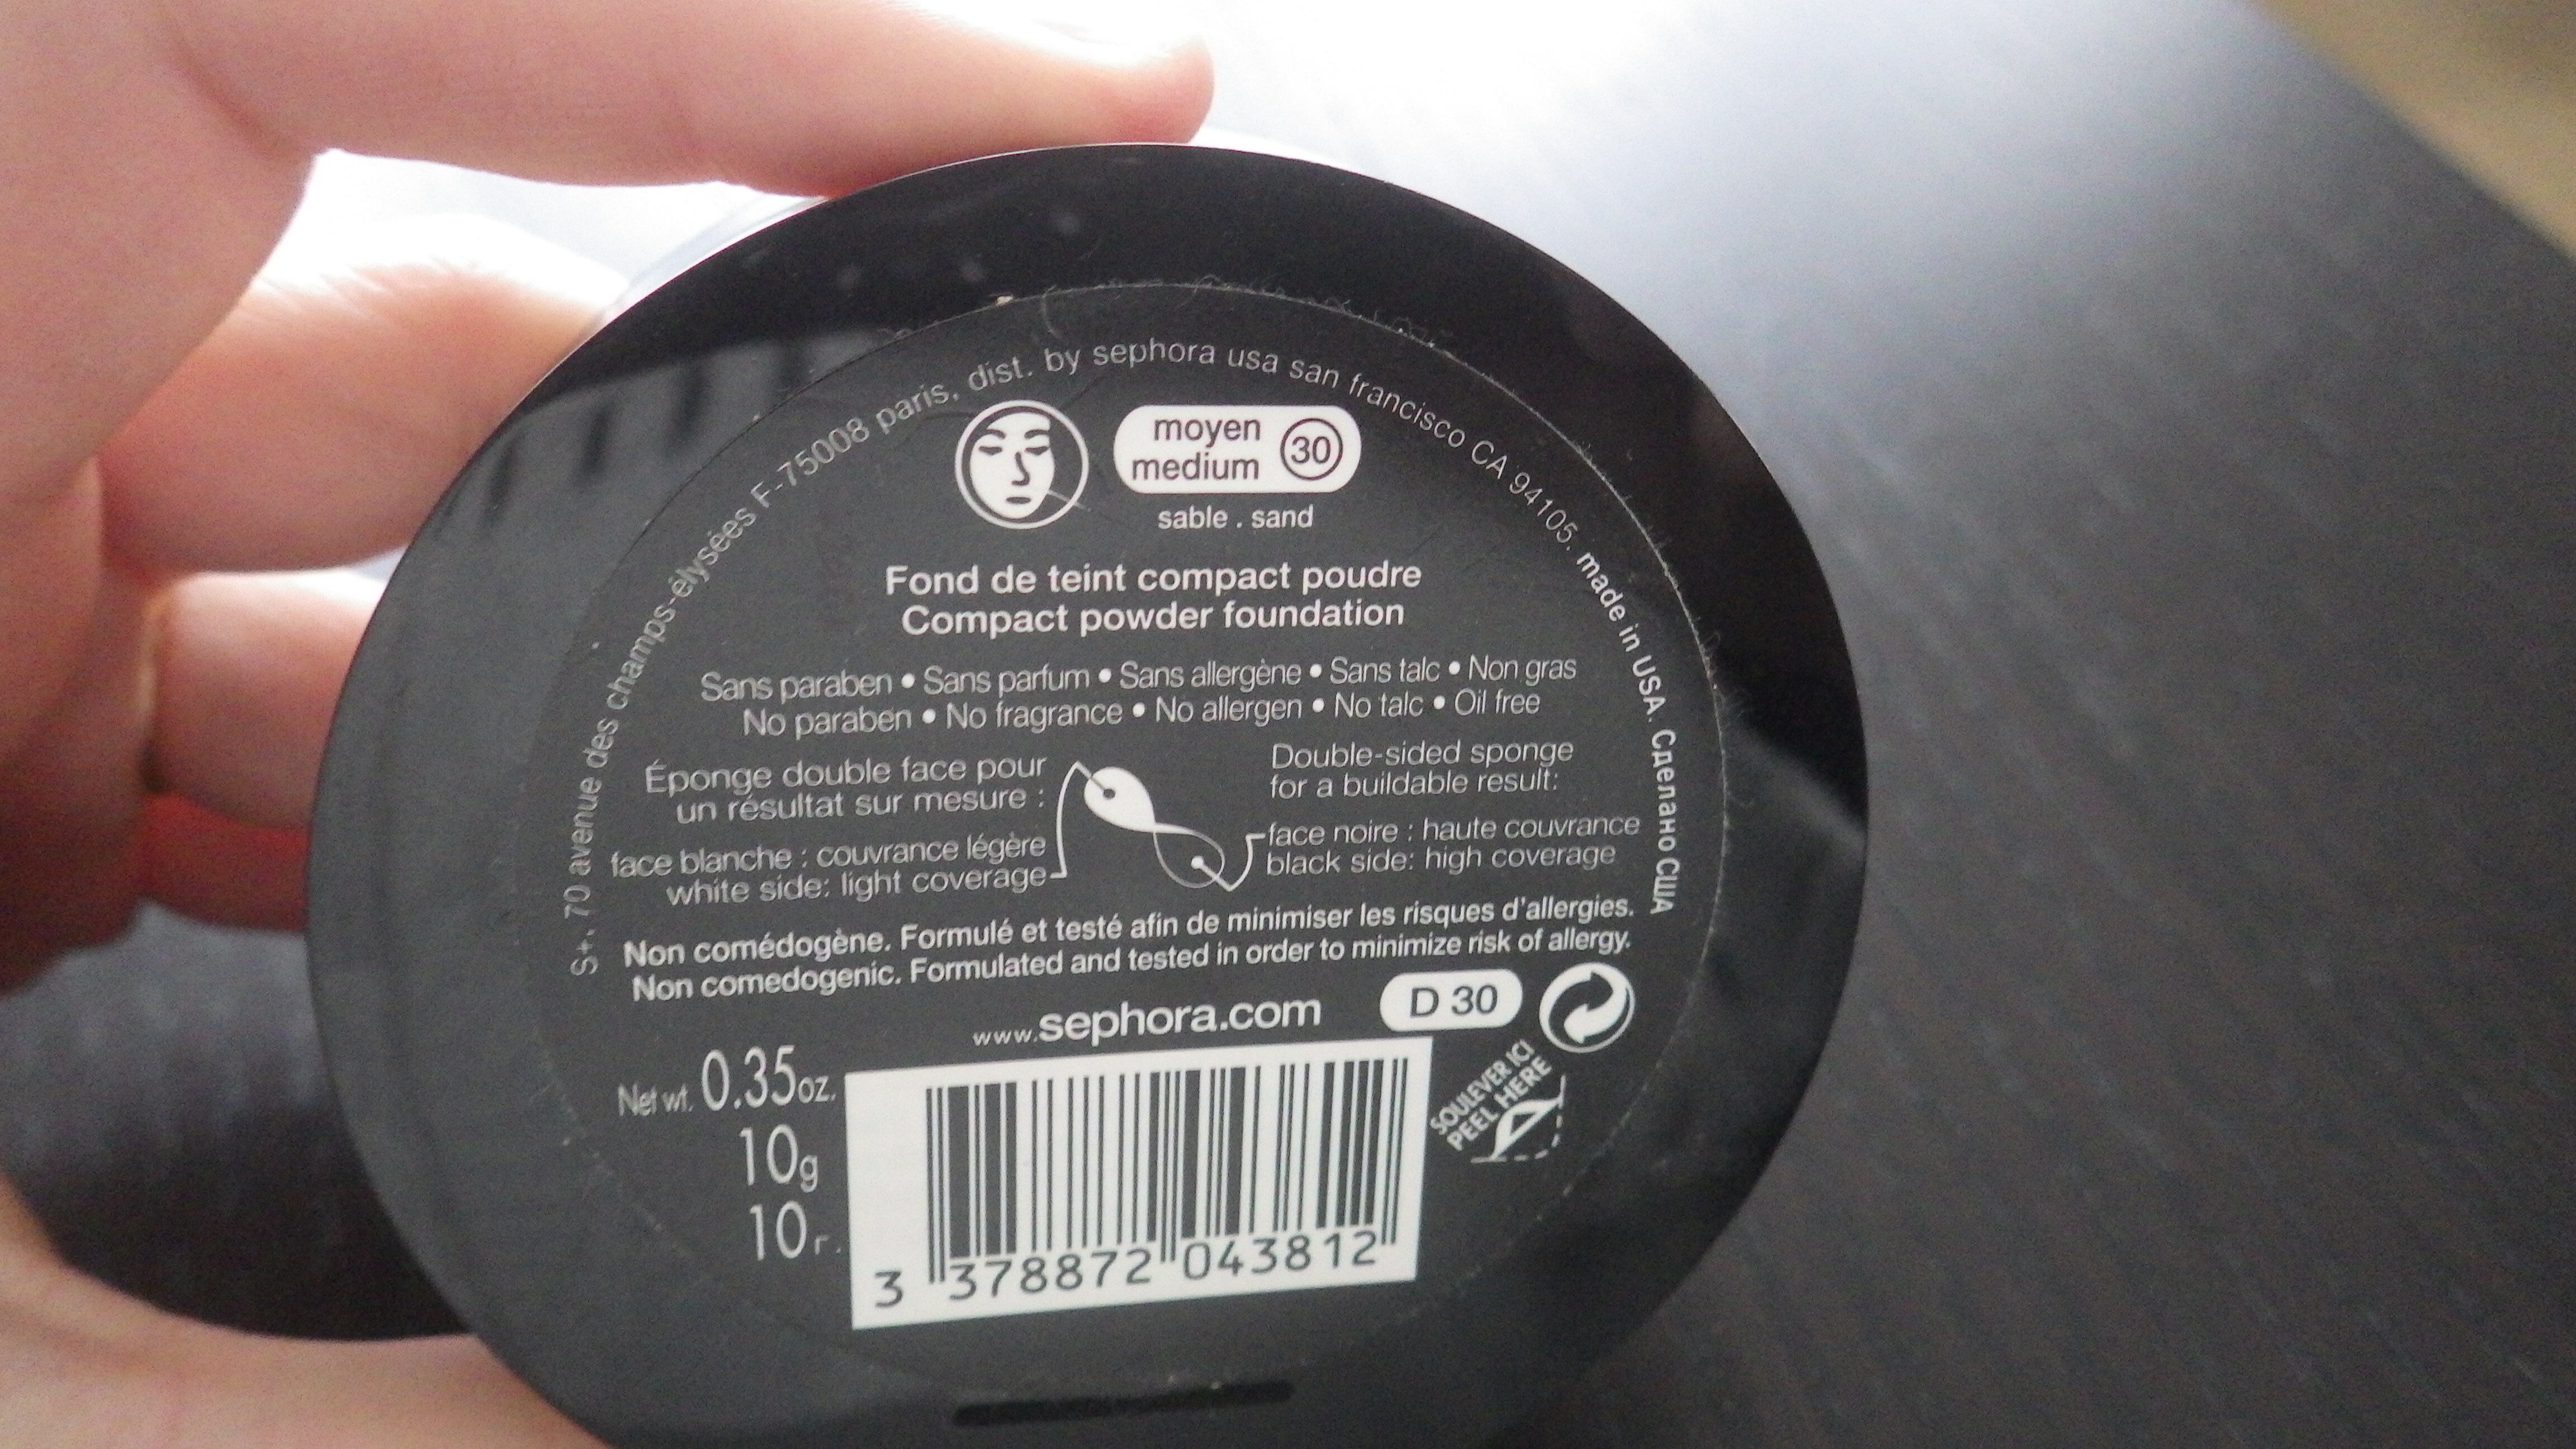 S+, 70 avenue des champs-élysées F-75008 paris, dist. by sephora usa san francisco CA 94105. made in USA. Сделано США
moyen
medium
30
sable . sand
Fond de teint compact poudre
Compact powder foundation
Sans paraben • Sans parfum • Sans allergène • Sans talc • Non gras
No paraben • No fragrance • No allergen • No talc • Oil free
Éponge double face pour
un résultat sur mesure :
face blanche : couvrance légère
white side: light coverage
Double-sided sponge
for a buildable result:
face noire : haute couvrance
black side: high coverage
Non comédogène. Formulé et testé afin de minimiser les risques d'allergies.
Non comedogenic. Formulated and tested in order to minimize risk of allergy.
www.sephora.com
D 30
SOULEVER ICI
PEEL HERE
Net wt. 0.35oz.
10g
10г.
3 378872 043812